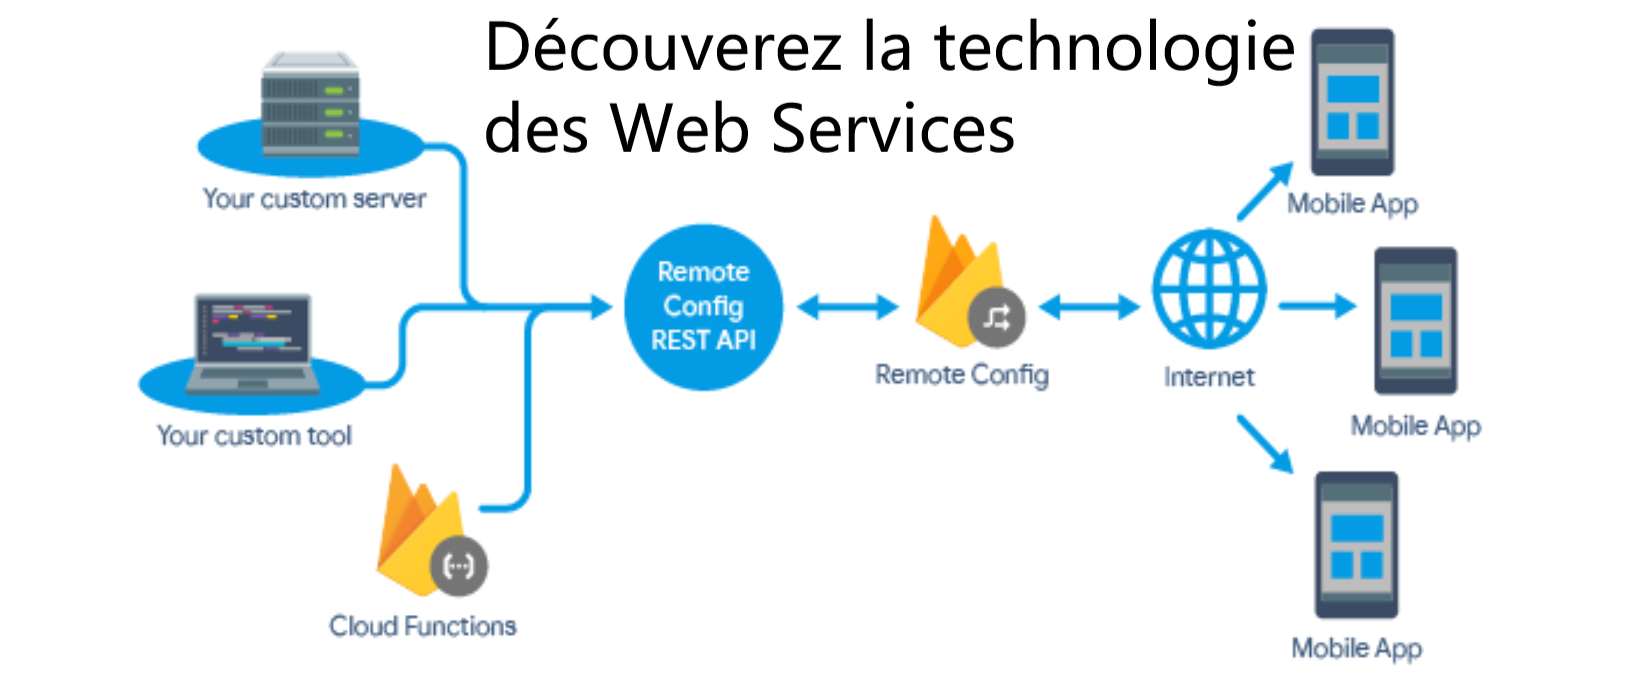 Découverez la technologie
des Web Services
Your custom server
Mobile App
Remote
Config
REST API
Remote Config
Internet
Mobile App
Your custom tool
Cloud Functions
Mobile App